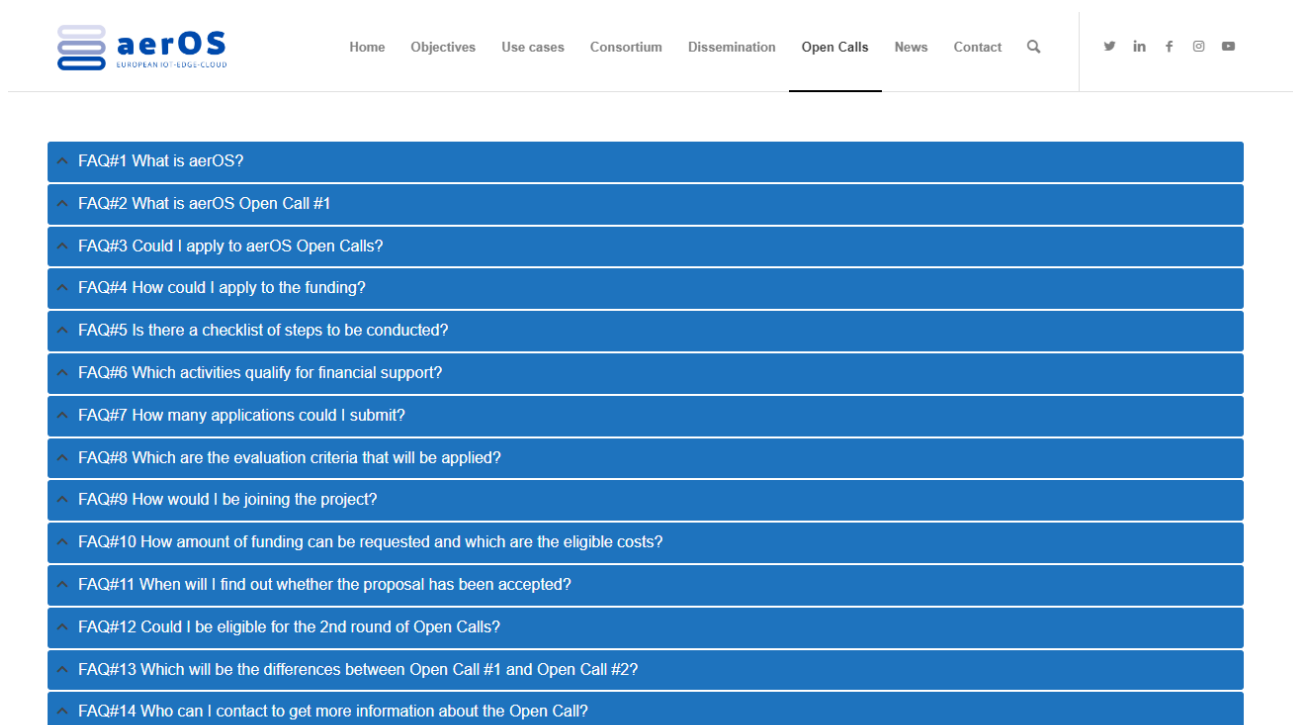 aerOS
EUROPEAN IOT-EDGE-CLOUD
Home Objectives Use cases Consortium Dissemination Open Calls News Contact
FAQ#1 What is aerOS?
FAQ#2 What is aerOS Open Call #1
FAQ#3 Could I apply to aerOS Open Calls?
FAQ#4 How could I apply to the funding?
FAQ#5 Is there a checklist of steps to be conducted?
FAQ#6 Which activities qualify for financial support?
FAQ#7 How many applications could I submit?
FAQ#8 Which are the evaluation criteria that will be applied?
FAQ#9 How would I be joining the project?
FAQ#10 How amount of funding can be requested and which are the eligible costs?
FAQ#11 When will I find out whether the proposal has been accepted?
FAQ#12 Could I be eligible for the 2nd round of Open Calls?
FAQ#13 Which will be the differences between Open Call #1 and Open Call #2?
FAQ#14 Who can I contact to get more information about the Open Call?